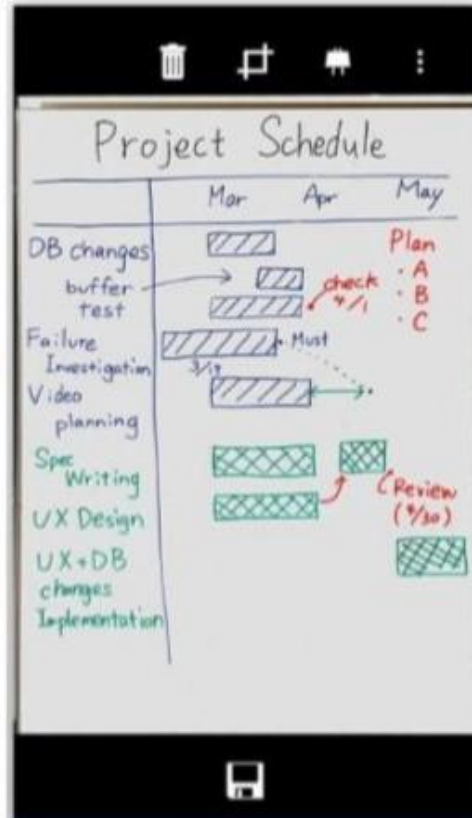 Project Schedule
Mar Apr May
DB changes
Plan
• A
• B
• C
buffer
test
check
4/1
Failure
Investigation
Must
3/19
Video
planning
Spec
Writing
Review
(4/30)
UX Design
UX+DB
changes
Implementation